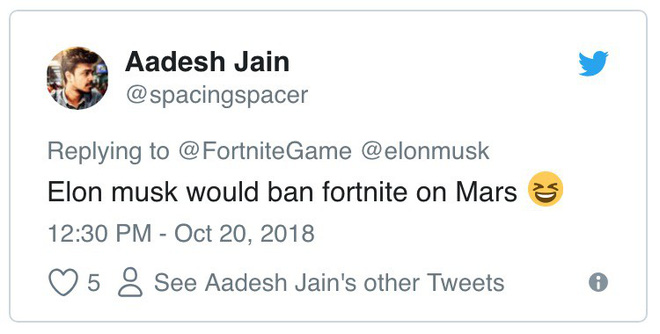 Aadesh Jain
@spacingspacer
Replying to @FortniteGame @elonmusk
Elon musk would ban fortnite on Mars 😆
12:30 PM - Oct 20, 2018
5 See Aadesh Jain's other Tweets